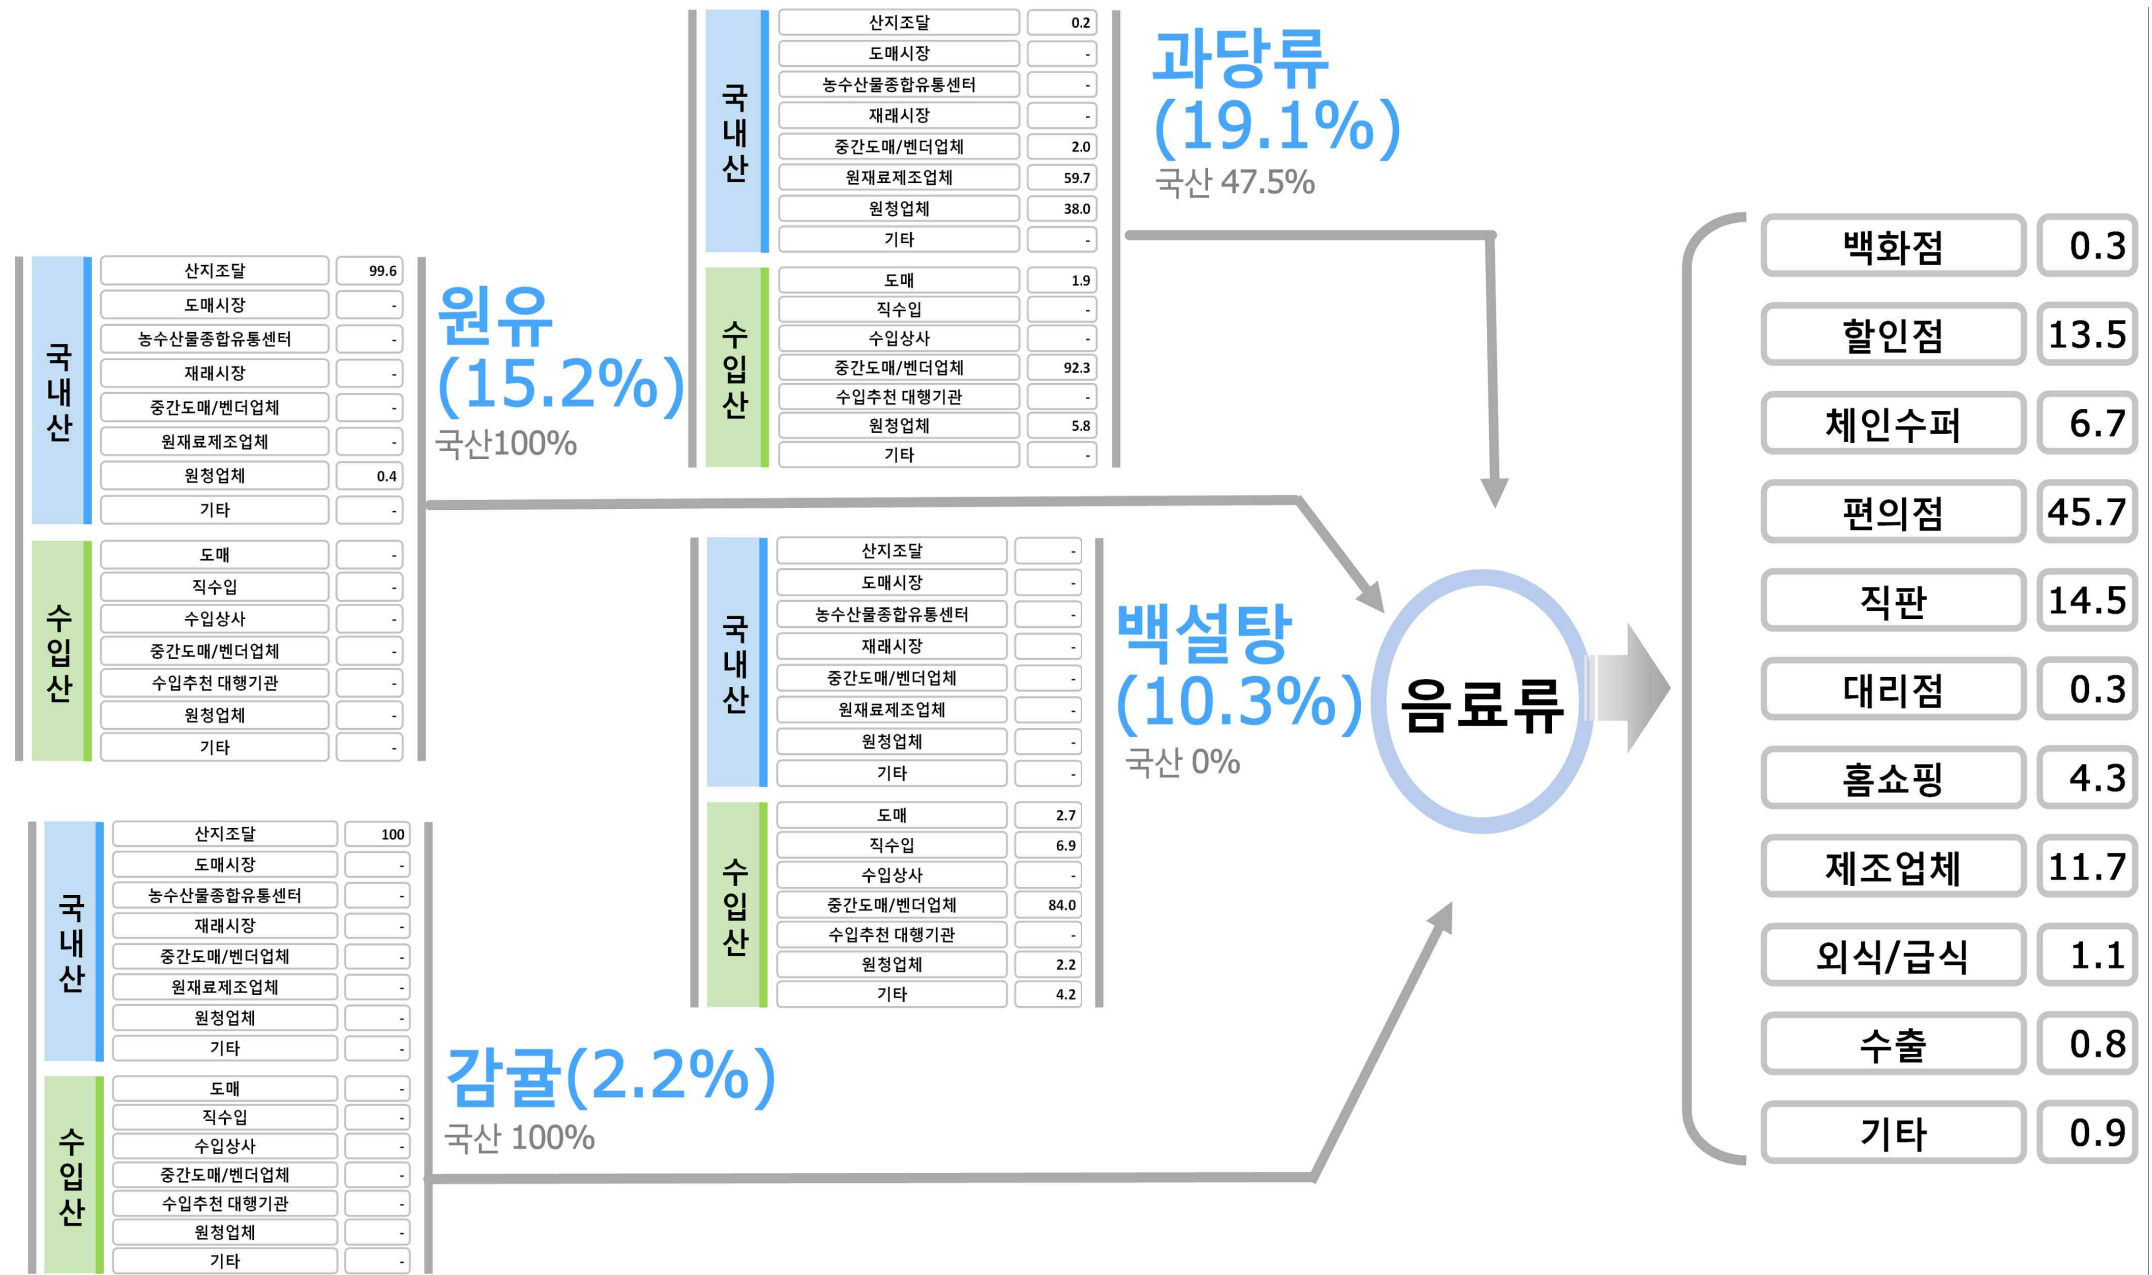 국내산
산지조달 0.2
도매시장 -
농수산물종합유통센터 -
재래시장 -
중간도매/벤더업체 2.0
원재료제조업체 59.7
원청업체 38.0
기타 -
수입산
도매 1.9
직수입 -
수입상사 -
중간도매/벤더업체 92.3
수입추천 대행기관 -
원청업체 5.8
기타 -
과당류
(19.1%)
국산 47.5%
국내산
산지조달 99.6
도매시장 -
농수산물종합유통센터 -
재래시장 -
중간도매/벤더업체 -
원재료제조업체 -
원청업체 0.4
기타 -
수입산
도매 -
직수입 -
수입상사 -
중간도매/벤더업체 -
수입추천 대행기관 -
원청업체 -
기타 -
원유
(15.2%)
국산100%
국내산
산지조달 -
도매시장 -
농수산물종합유통센터 -
재래시장 -
중간도매/벤더업체 -
원재료제조업체 -
원청업체 -
기타 -
수입산
도매 2.7
직수입 6.9
수입상사 -
중간도매/벤더업체 84.0
수입추천 대행기관 -
원청업체 2.2
기타 4.2
백설탕
(10.3%)
국산 0%
국내산
산지조달 100
도매시장 -
농수산물종합유통센터 -
재래시장 -
중간도매/벤더업체 -
원재료제조업체 -
원청업체 -
기타 -
수입산
도매 -
직수입 -
수입상사 -
중간도매/벤더업체 -
수입추천 대행기관 -
원청업체 -
기타 -
감귤(2.2%)
국산 100%
음료류
백화점 0.3
할인점 13.5
체인수퍼 6.7
편의점 45.7
직판 14.5
대리점 0.3
홈쇼핑 4.3
제조업체 11.7
외식/급식 1.1
수출 0.8
기타 0.9